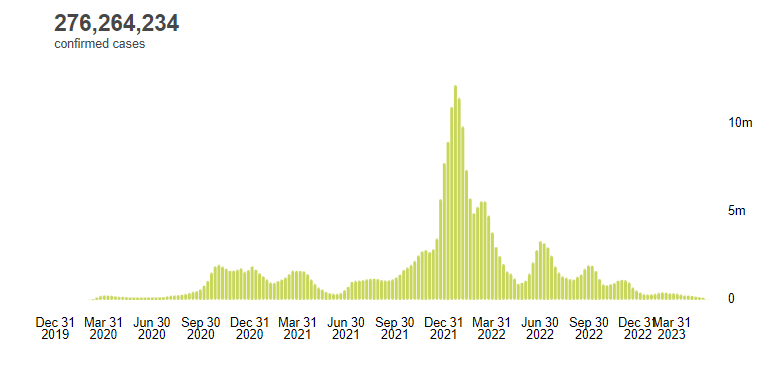 276,264,234
confirmed cases
10m
5m
0
Dec 31 Mar 31 Jun 30 Sep 30 Dec 31 Mar 31 Jun 30 Sep 30 Dec 31 Mar 31 Jun 30 Sep 30 Dec 31 Mar 31
2019 2020 2020 2020 2020 2021 2021 2021 2021 2022 2022 2022 2022 2023